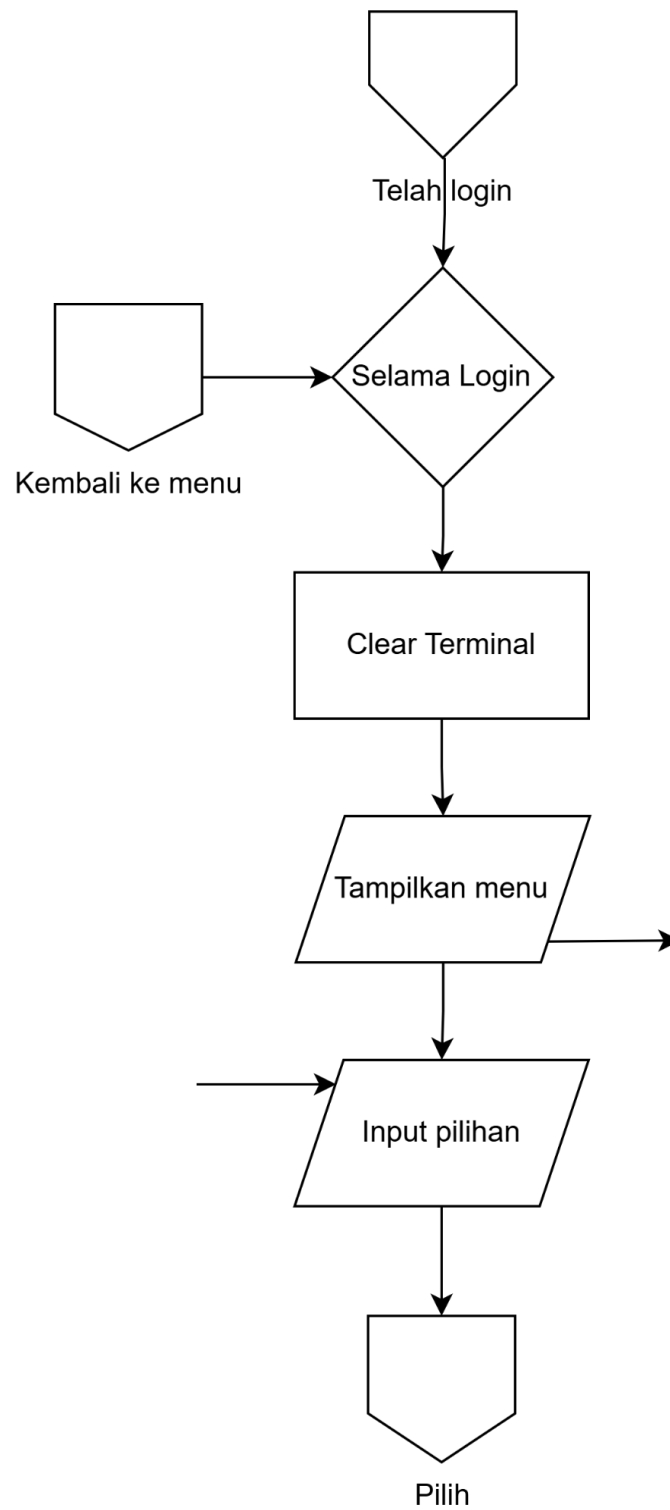 Telah login
Selama Login
Kembali ke menu
Clear Terminal
Tampilkan menu
Input pilihan
Pilih